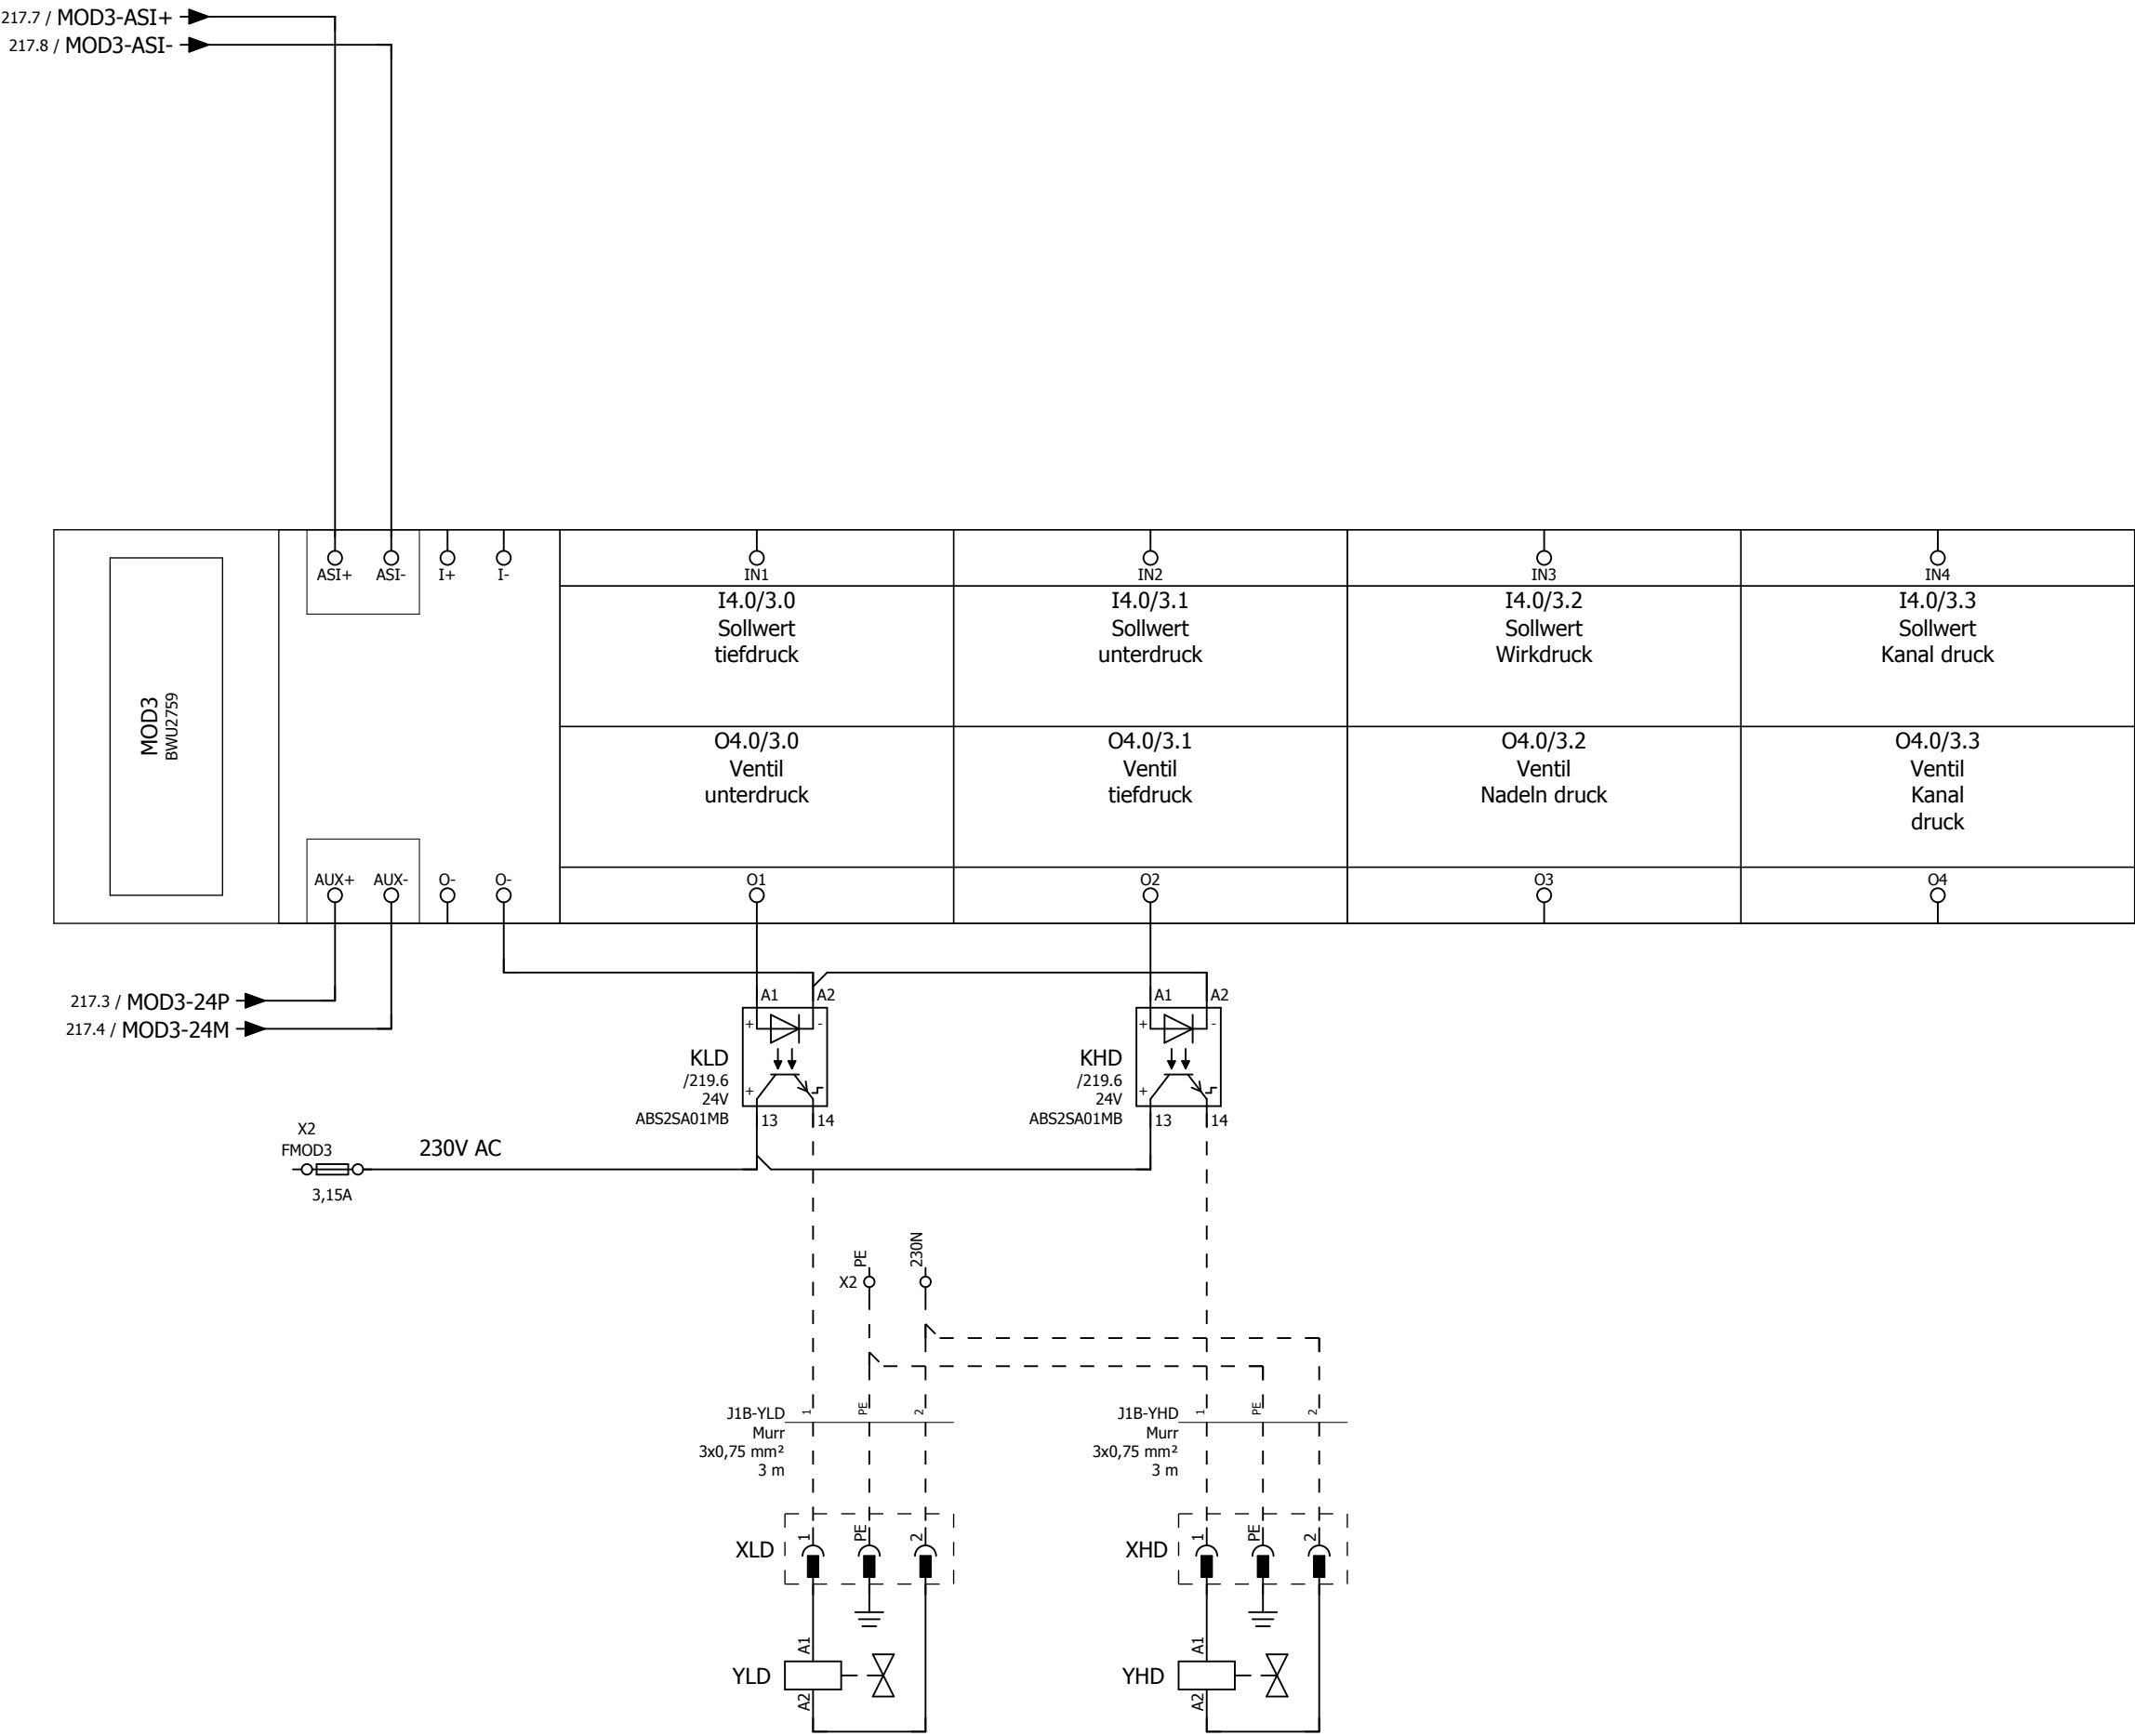 217.7 / MOD3-ASI+
217.8 / MOD3-ASI-
MOD3
BWU2759
ASI+ ASI- I+ I-
IN1 IN2 IN3 IN4
I4.0/3.0
Sollwert
tiefdruck
I4.0/3.1
Sollwert
unterdruck
I4.0/3.2
Sollwert
Wirkdruck
I4.0/3.3
Sollwert
Kanal druck
O4.0/3.0
Ventil
unterdruck
O4.0/3.1
Ventil
tiefdruck
O4.0/3.2
Ventil
Nadeln druck
O4.0/3.3
Ventil
Kanal
druck
AUX+ AUX- O- O-
O1 O2 O3 O4
217.3 / MOD3-24P
217.4 / MOD3-24M
A1 A2
+ -
KLD
/219.6
24V
ABS2SA01MB
+
13 14
A1 A2
+ -
KHD
/219.6
24V
ABS2SA01MB
+
13 14
X2
FMOD3
3,15A
230V AC
X2 PE 230N
J1B-YLD
Murr
3x0,75 mm²
3 m
1 PE 2
J1B-YHD
Murr
3x0,75 mm²
3 m
1 PE 2
XLD 1 PE 2
XHD 1 PE 2
A1
YLD
A2
A1
YHD
A2